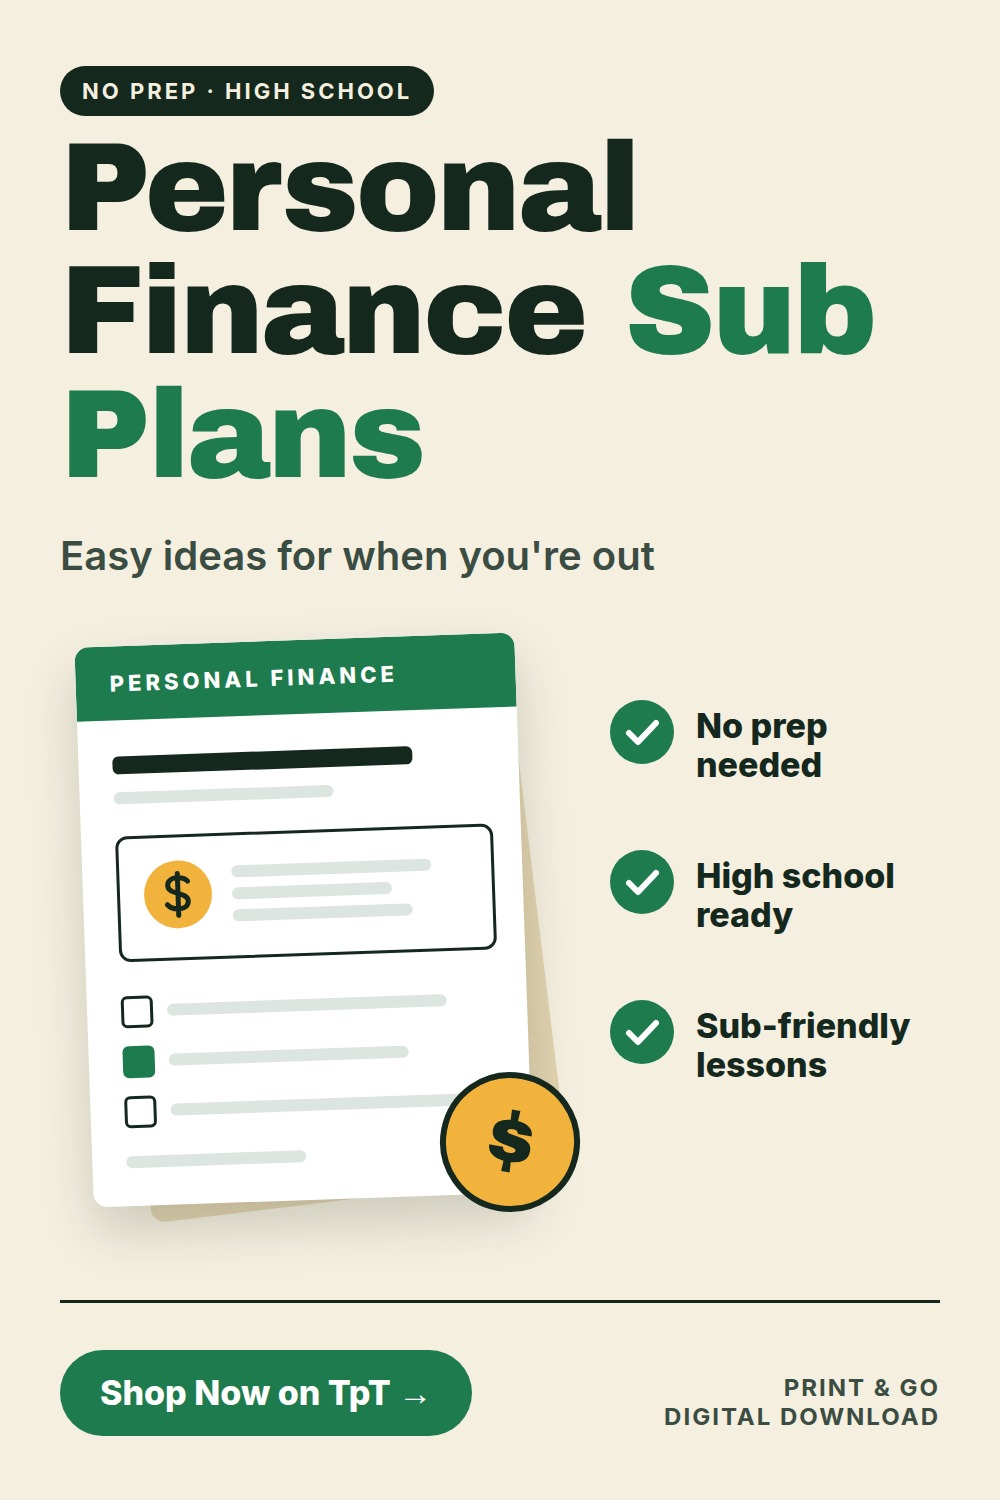 NO PREP · HIGH SCHOOL
Personal
Finance Sub
Plans
Easy ideas for when you're out
PERSONAL FINANCE
$
$
No prep
needed
High school
ready
Sub-friendly
lessons
Shop Now on TpT →
PRINT & GO
DIGITAL DOWNLOAD